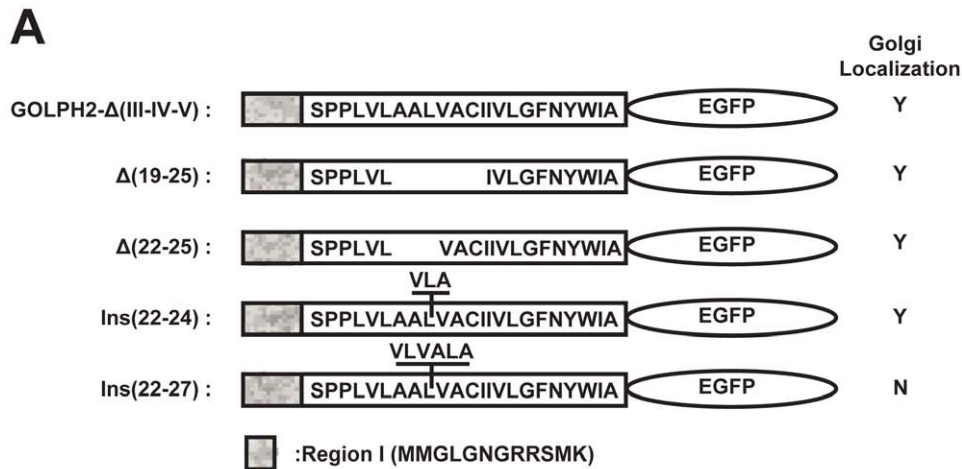 A
Golgi
Localization
GOLPH2-Δ(III-IV-V) : SPPLVLAALVACIIVLGFNYWIA EGFP Y
Δ(19-25) : SPPLVL IVLGFNYWIA EGFP Y
Δ(22-25) : SPPLVL VACIIVLGFNYWIA EGFP Y
VLA
Ins(22-24) : SPPLVLAALVACIIVLGFNYWIA EGFP Y
VLVALA
Ins(22-27) : SPPLVLAALVACIIVLGFNYWIA EGFP N
:Region I (MMGLGNGRRSMK)